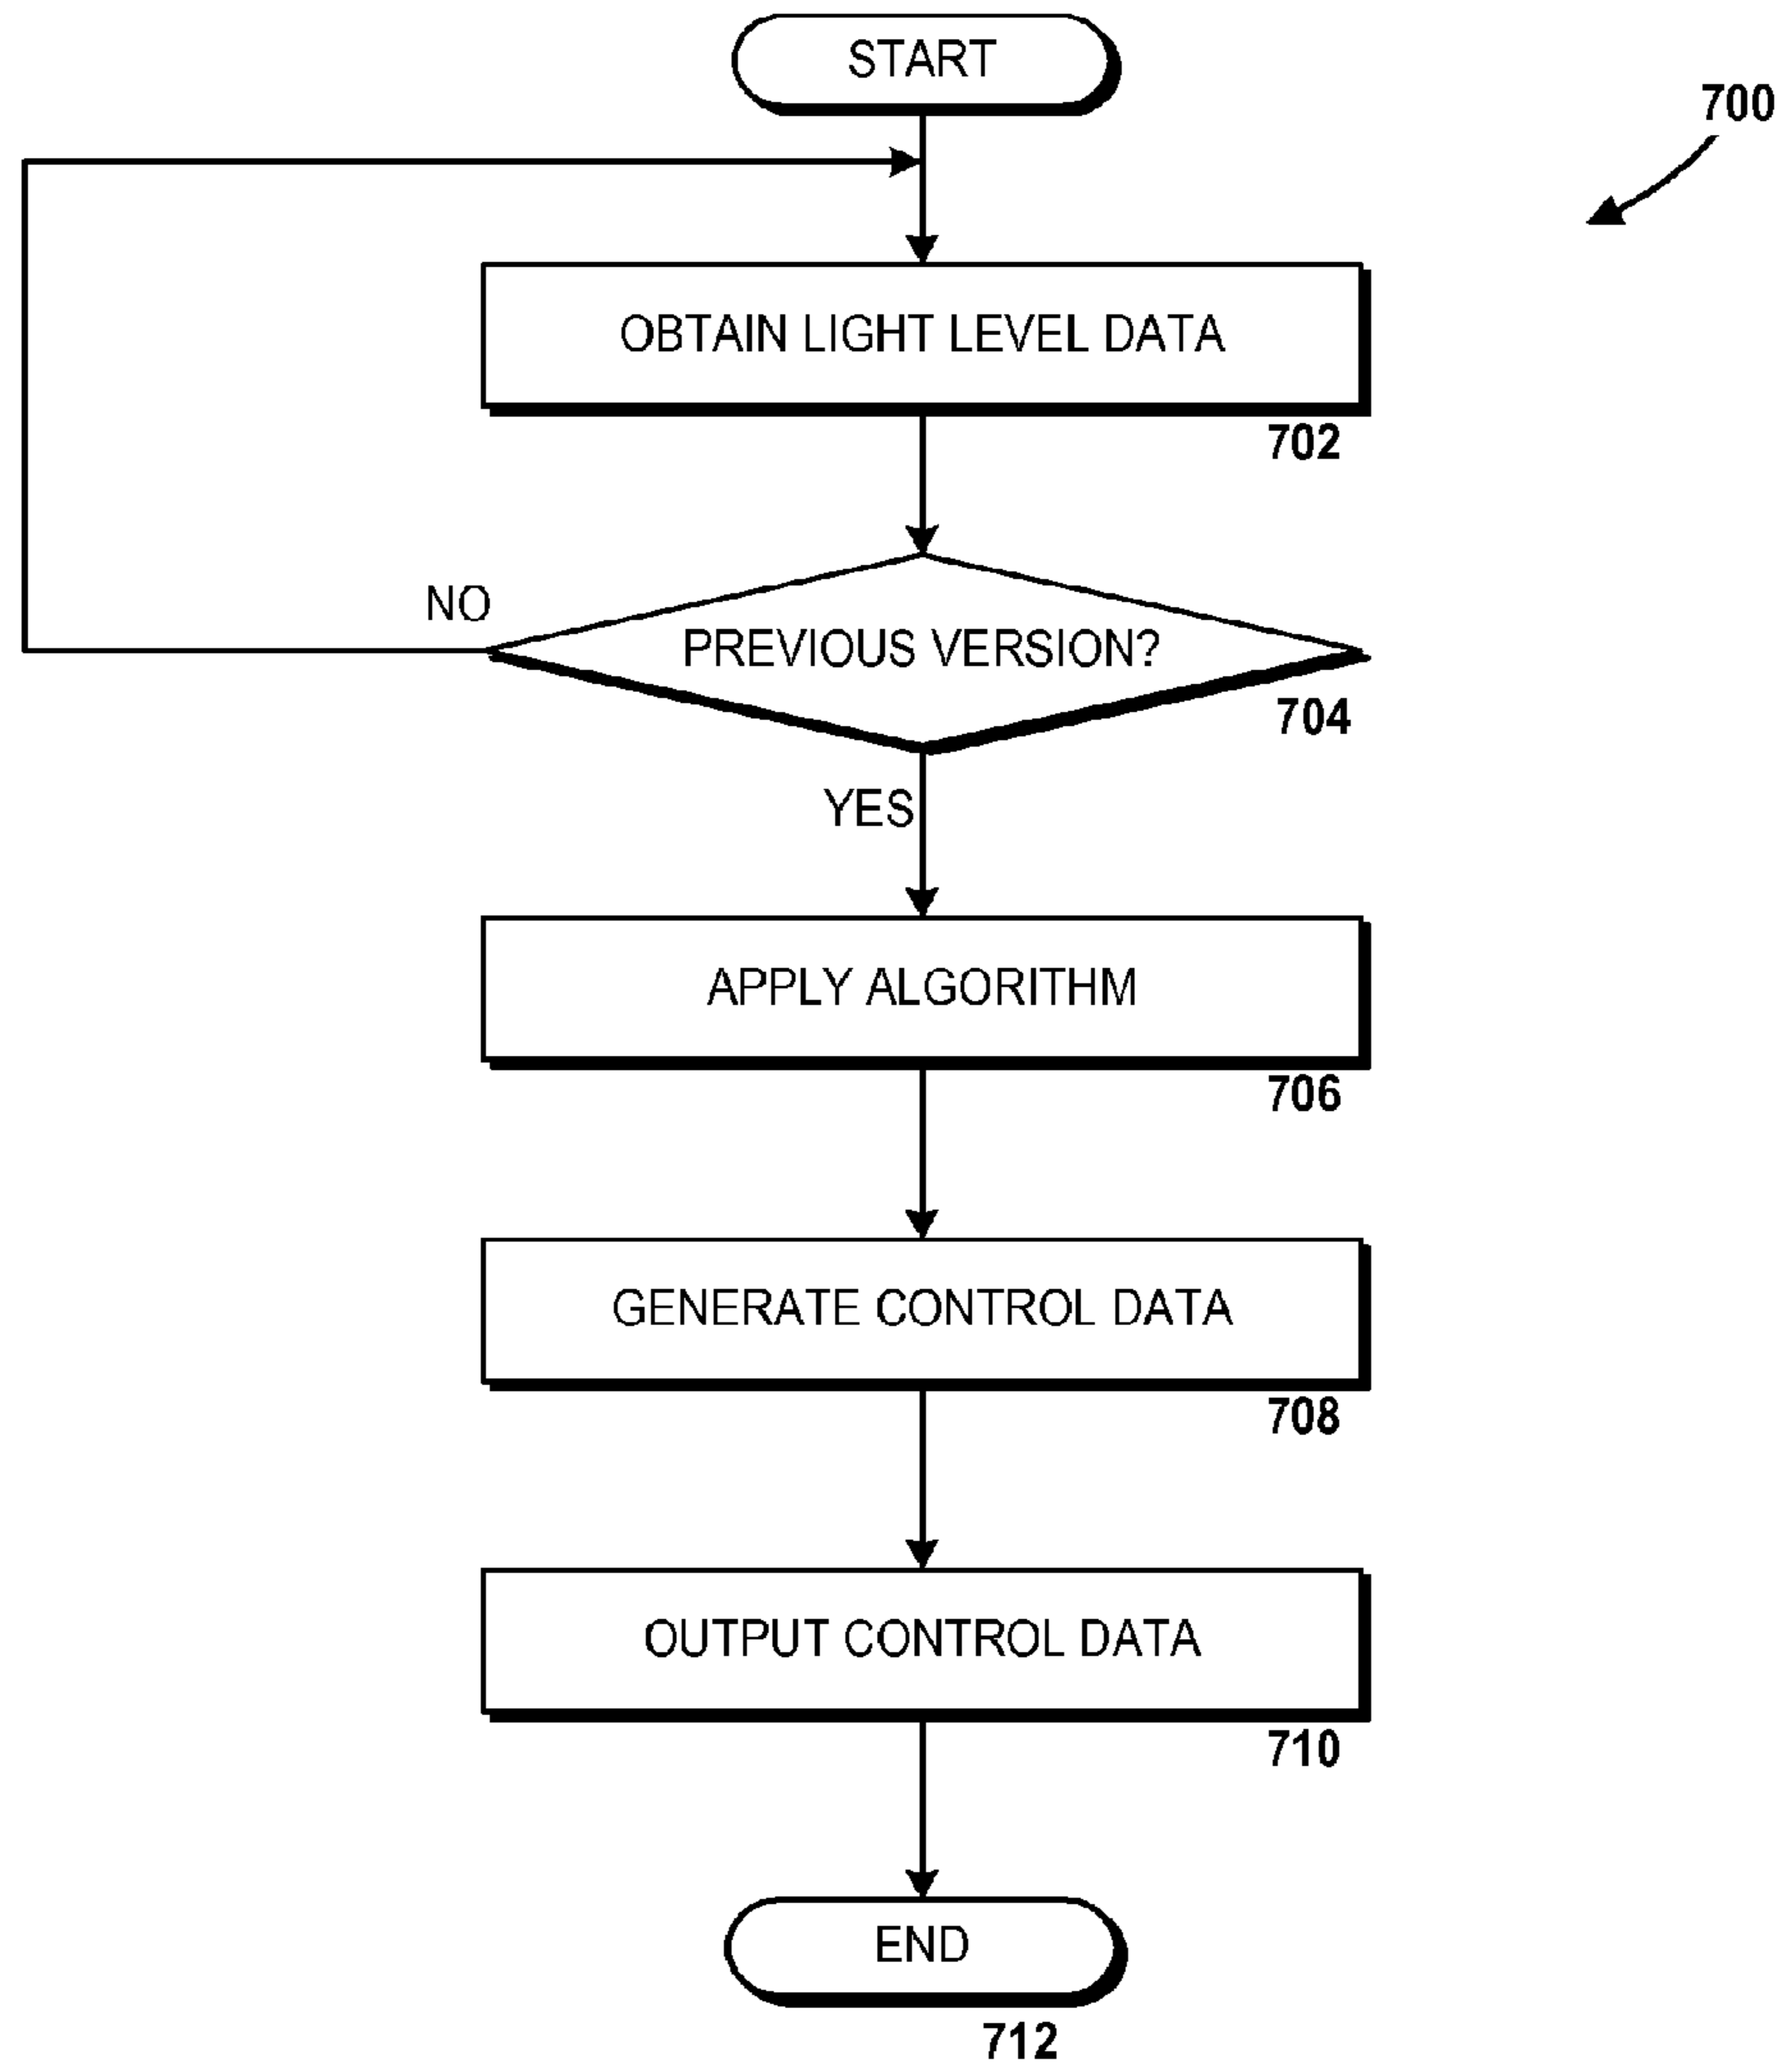 START
700
OBTAIN LIGHT LEVEL DATA
702
NO
PREVIOUS VERSION?
704
YES
APPLY ALGORITHM
706
GENERATE CONTROL DATA
708
OUTPUT CONTROL DATA
710
END
712